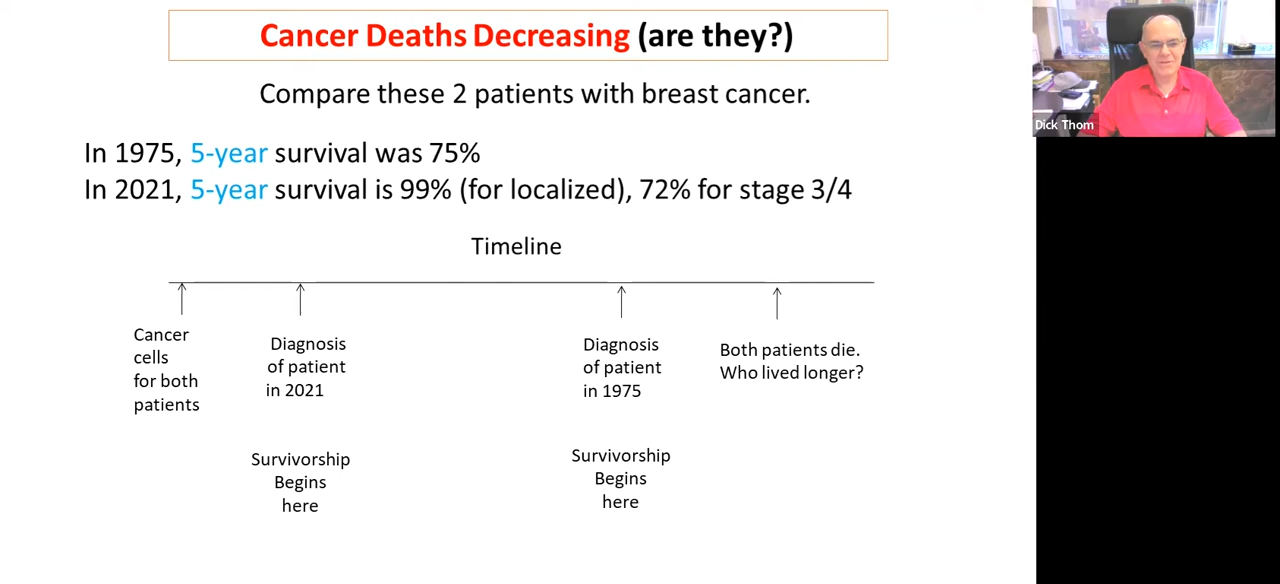 Cancer Deaths Decreasing (are they?)
Compare these 2 patients with breast cancer.
In 1975, 5-year survival was 75%
In 2021, 5-year survival is 99% (for localized), 72% for stage 3/4
Timeline
Cancer
cells
for both
patients
Diagnosis
of patient
in 2021
Diagnosis
of patient
in 1975
Both patients die.
Who lived longer?
Survivorship
Begins
here
Survivorship
Begins
here
Dick Thom